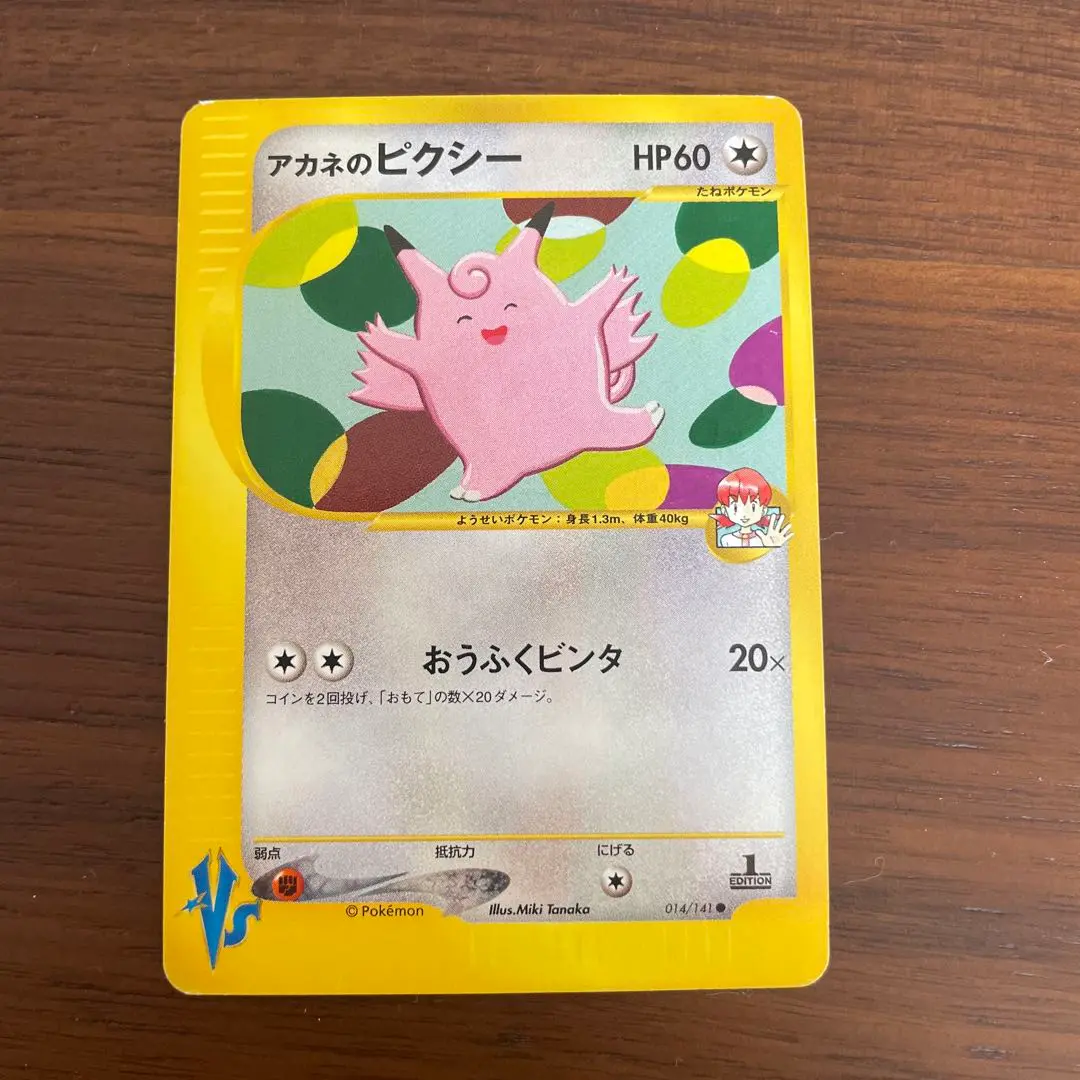 アカネのピクシー HP60
たねポケモン
ようせいポケモン：身長1.3m、体重40kg
おうふくビンタ 20×
コインを2回投げ、「おもて」の数×20ダメージ。
弱点 抵抗力 にげる
1
EDITION
VS
© Pokémon Illus.Miki Tanaka 014/141●